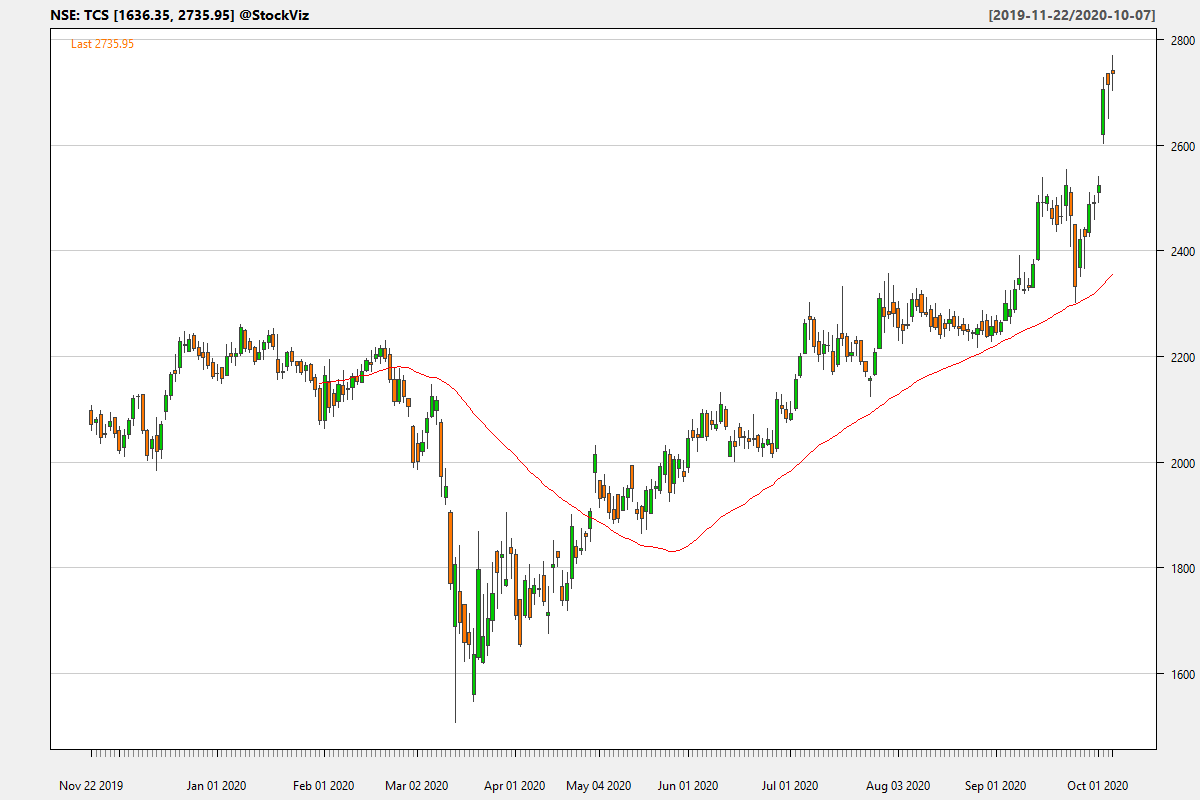 NSE: TCS [1636.35, 2735.95] @StockViz
[2019-11-22/2020-10-07]
Last 2735.95
2800
2600
2400
2200
2000
1800
1600
Nov 22 2019 Jan 01 2020 Feb 01 2020 Mar 02 2020 Apr 01 2020 May 04 2020 Jun 01 2020 Jul 01 2020 Aug 03 2020 Sep 01 2020 Oct 01 2020